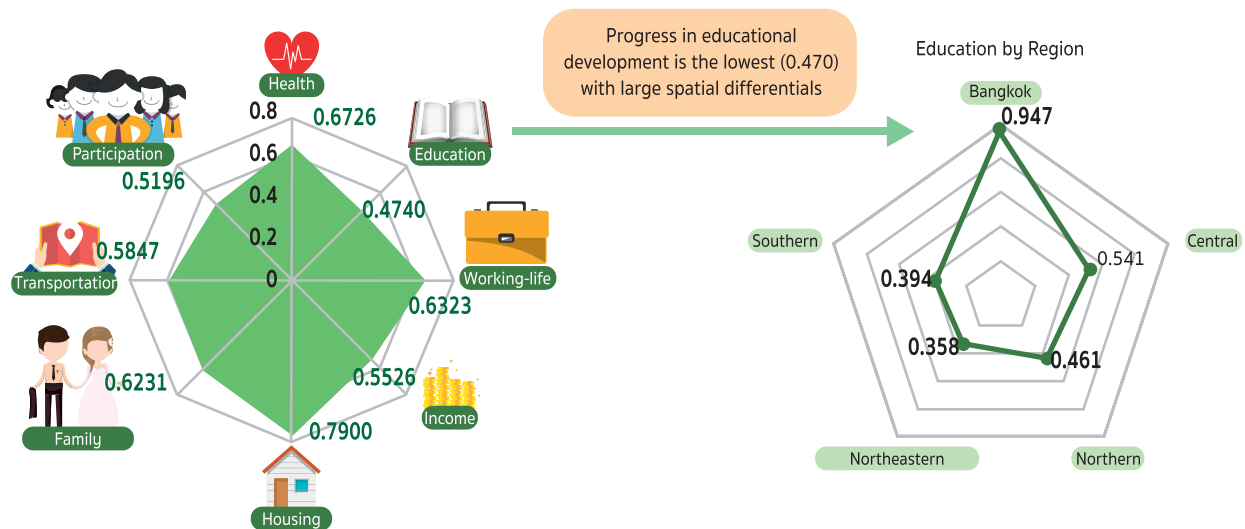 Progress in educational
development is the lowest (0.470)
with large spatial differentials
Health
0.8
0.6
0.4
0.2
0
0.6726
Education
0.4740
Working-life
0.6323
Income
0.5526
Housing
0.7900
Family
0.6231
Transportation
0.5847
Participation
0.5196
Education by Region
Bangkok
0.947
Central
0.541
Northern
0.461
Northeastern
0.358
Southern
0.394